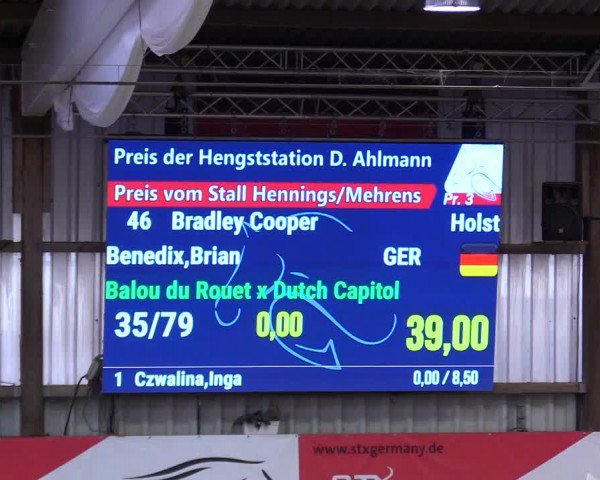 Preis der Hengststation D. Ahlmann
Preis vom Stall Hennings/Mehrens Pr. 3
46 Bradley Cooper Holst
Benedix,Brian GER
Balou du Rouet x Dutch Capitol
35/79 0,00 39,00
1 Czwalina,Inga 0,00 / 8,50
www.stxgermany.de
STX